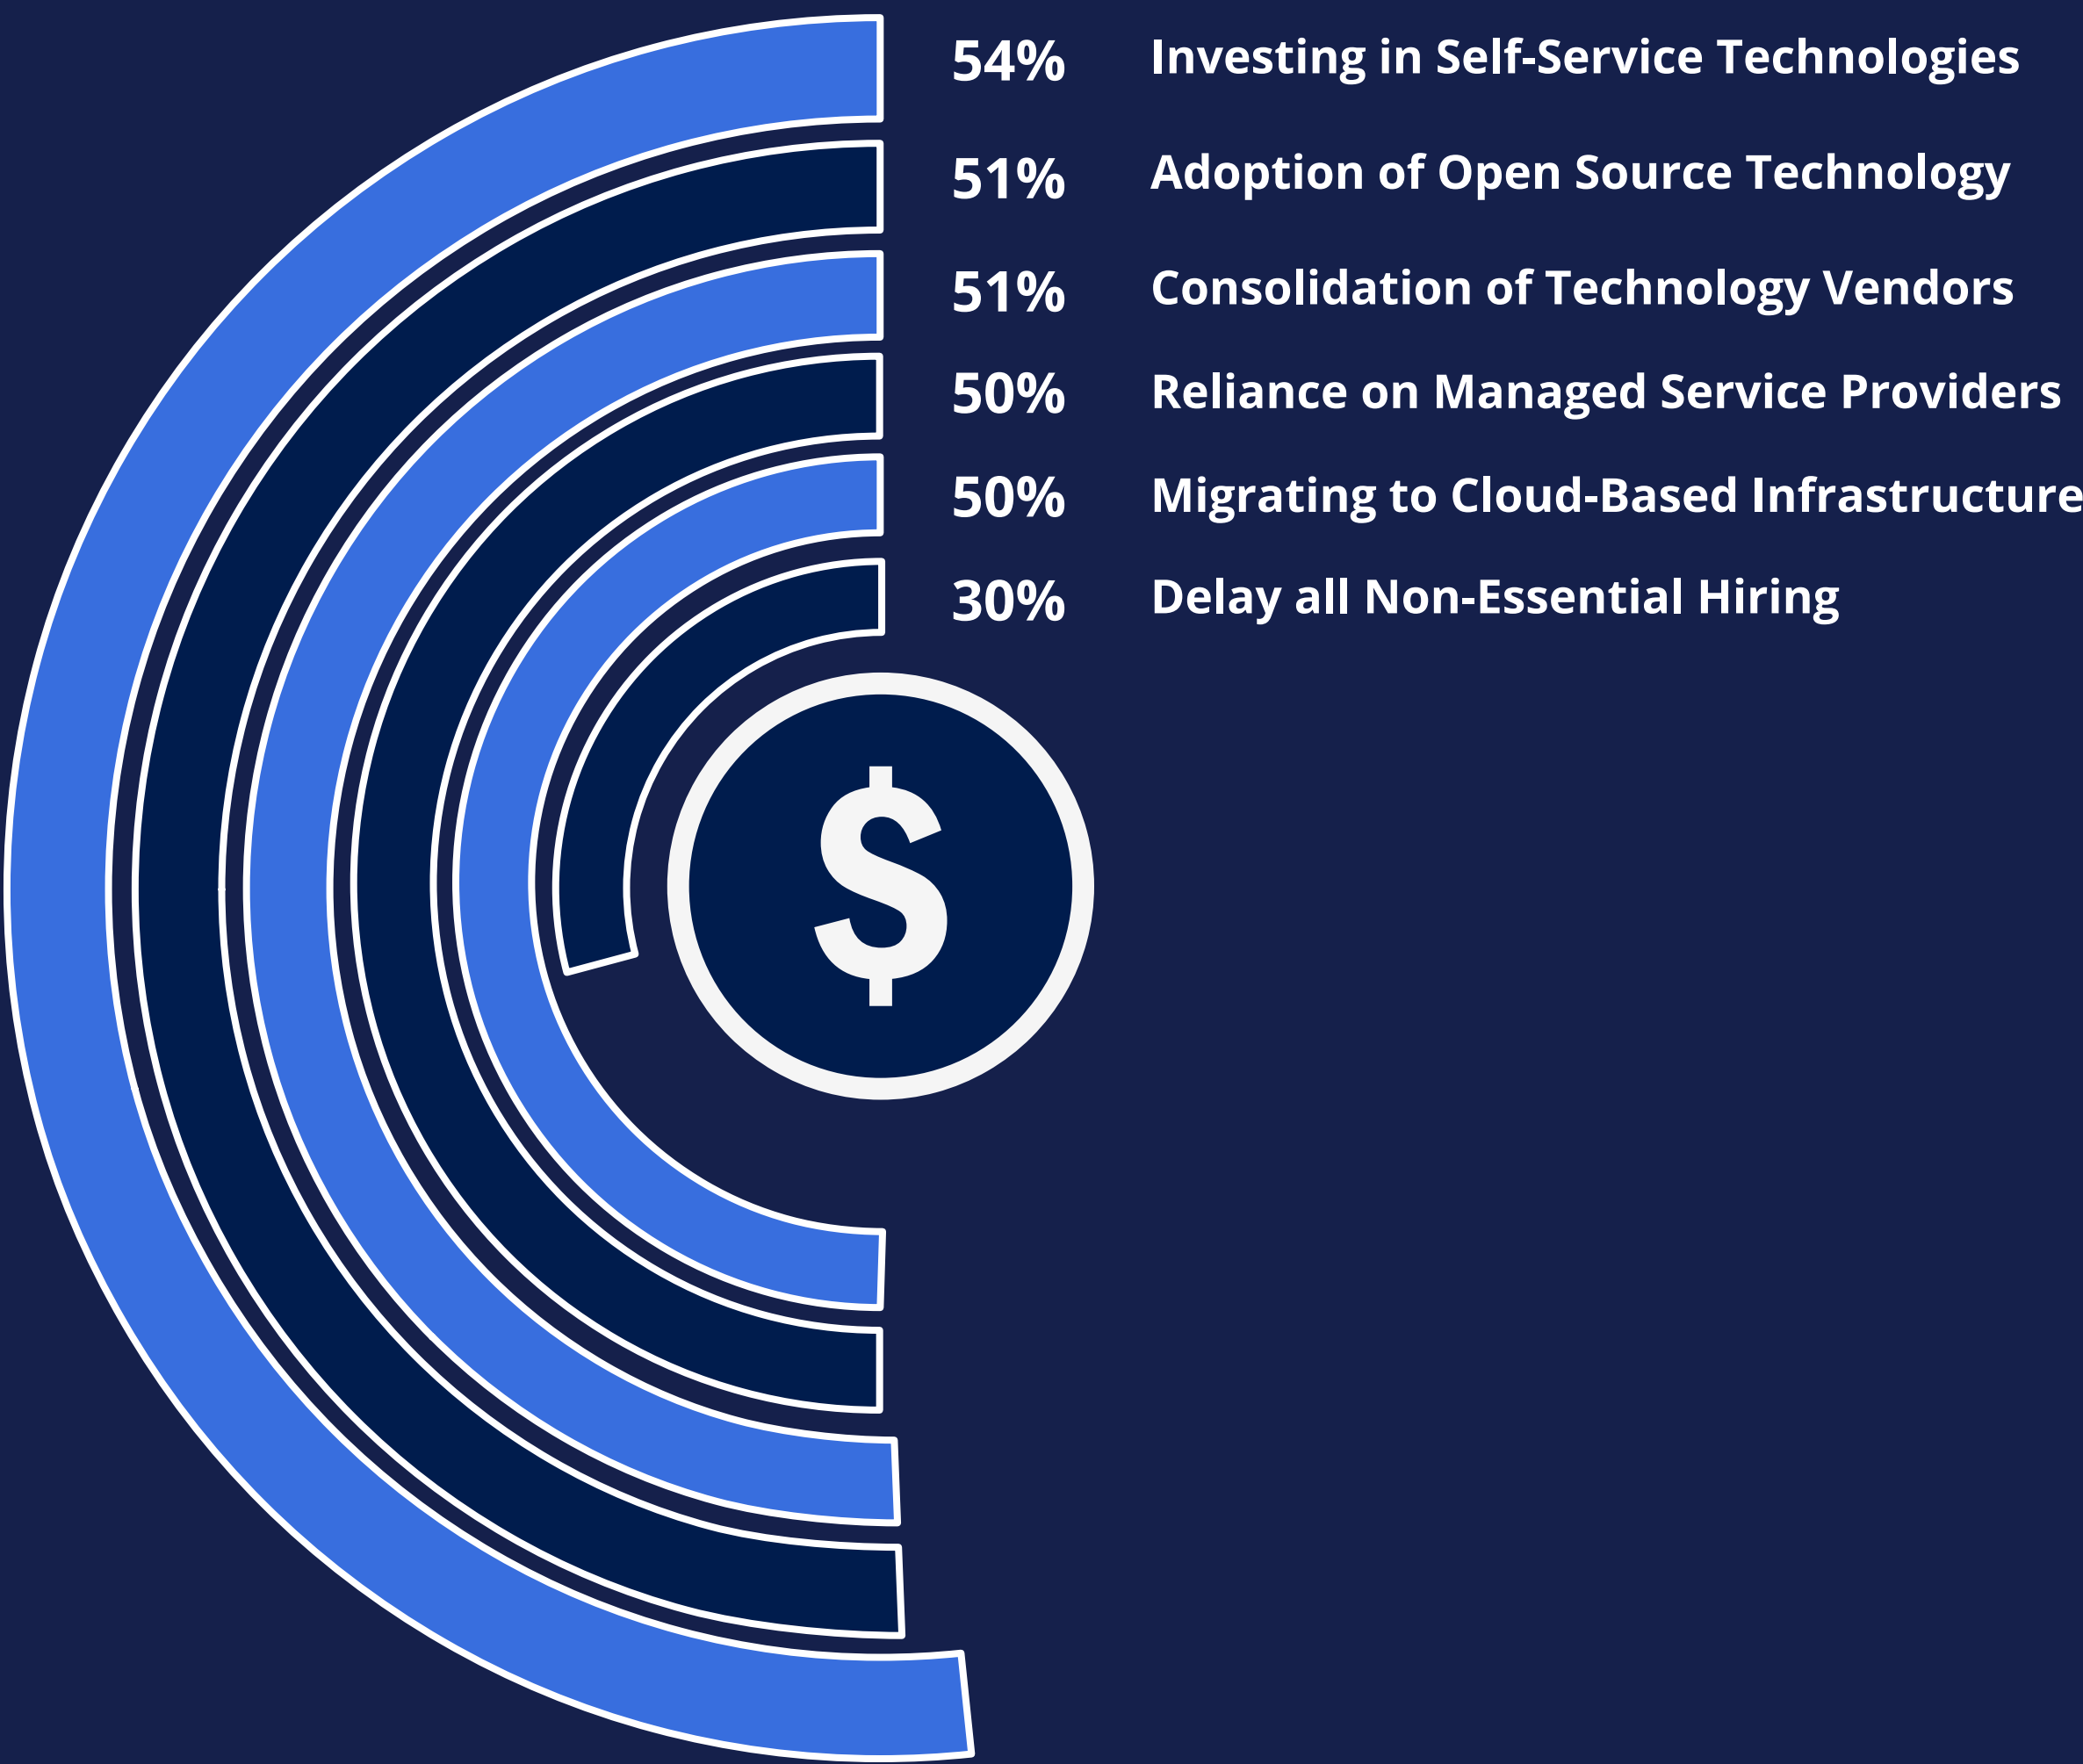 54% Investing in Self-Service Technologies
51% Adoption of Open Source Technology
51% Consolidation of Technology Vendors
50% Reliance on Managed Service Providers
50% Migrating to Cloud-Based Infrastructure
30% Delay all Non-Essential Hiring
$